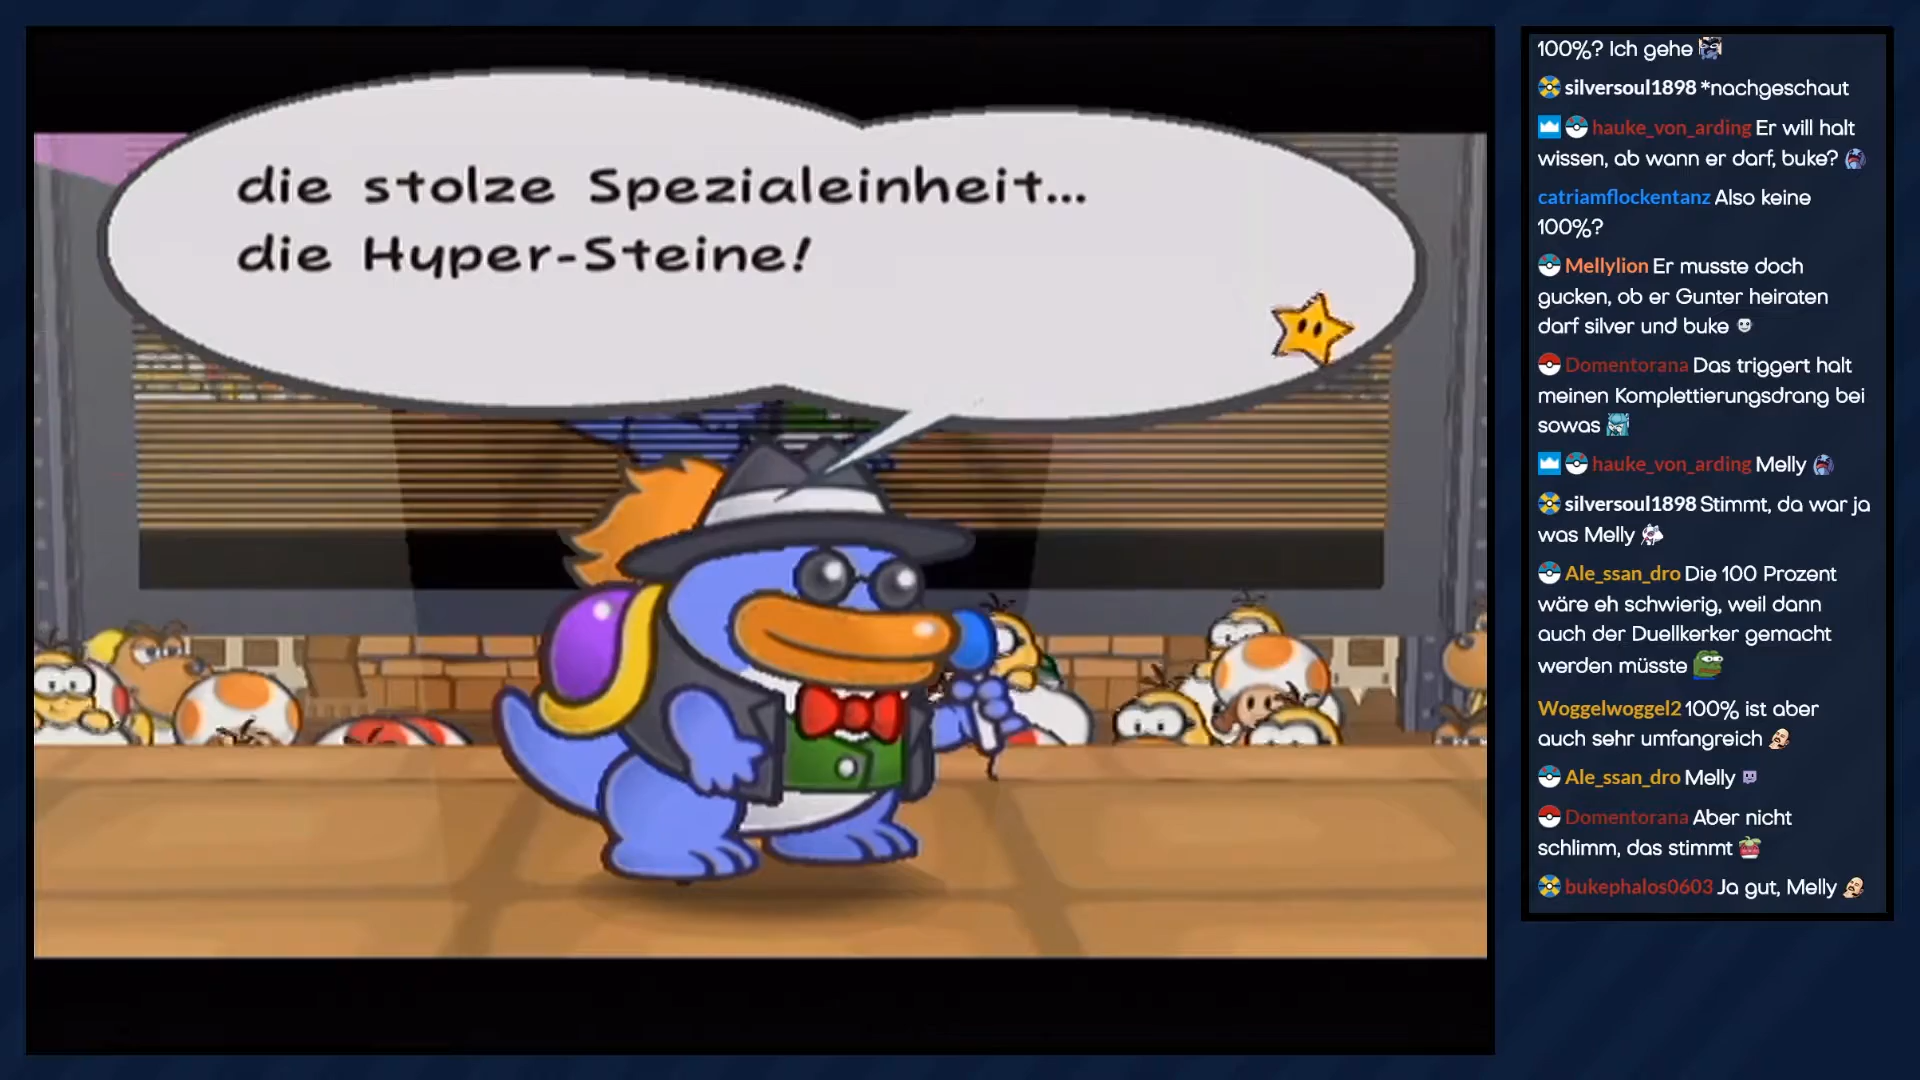 die stolze Spezialeinheit...
die Hyper-Steine!
100%? Ich gehe
silversoul1898 *nachgeschaut
hauke_von_arding Er will halt
wissen, ab wann er darf, buke?
catriamflockentanz Also keine
100%?
Mellylion Er musste doch
gucken, ob er Gunter heiraten
darf silver und buke
Domentorana Das triggert halt
meinen Komplettierungsdrang bei
sowas
hauke_von_arding Melly
silversoul1898 Stimmt, da war ja
was Melly
Ale_ssan_dro Die 100 Prozent
wäre eh schwierig, weil dann
auch der Duellkerker gemacht
werden müsste
Woggelwoggel2 100% ist aber
auch sehr umfangreich
Ale_ssan_dro Melly
Domentorana Aber nicht
schlimm, das stimmt
bukephalos0603 Ja gut, Melly